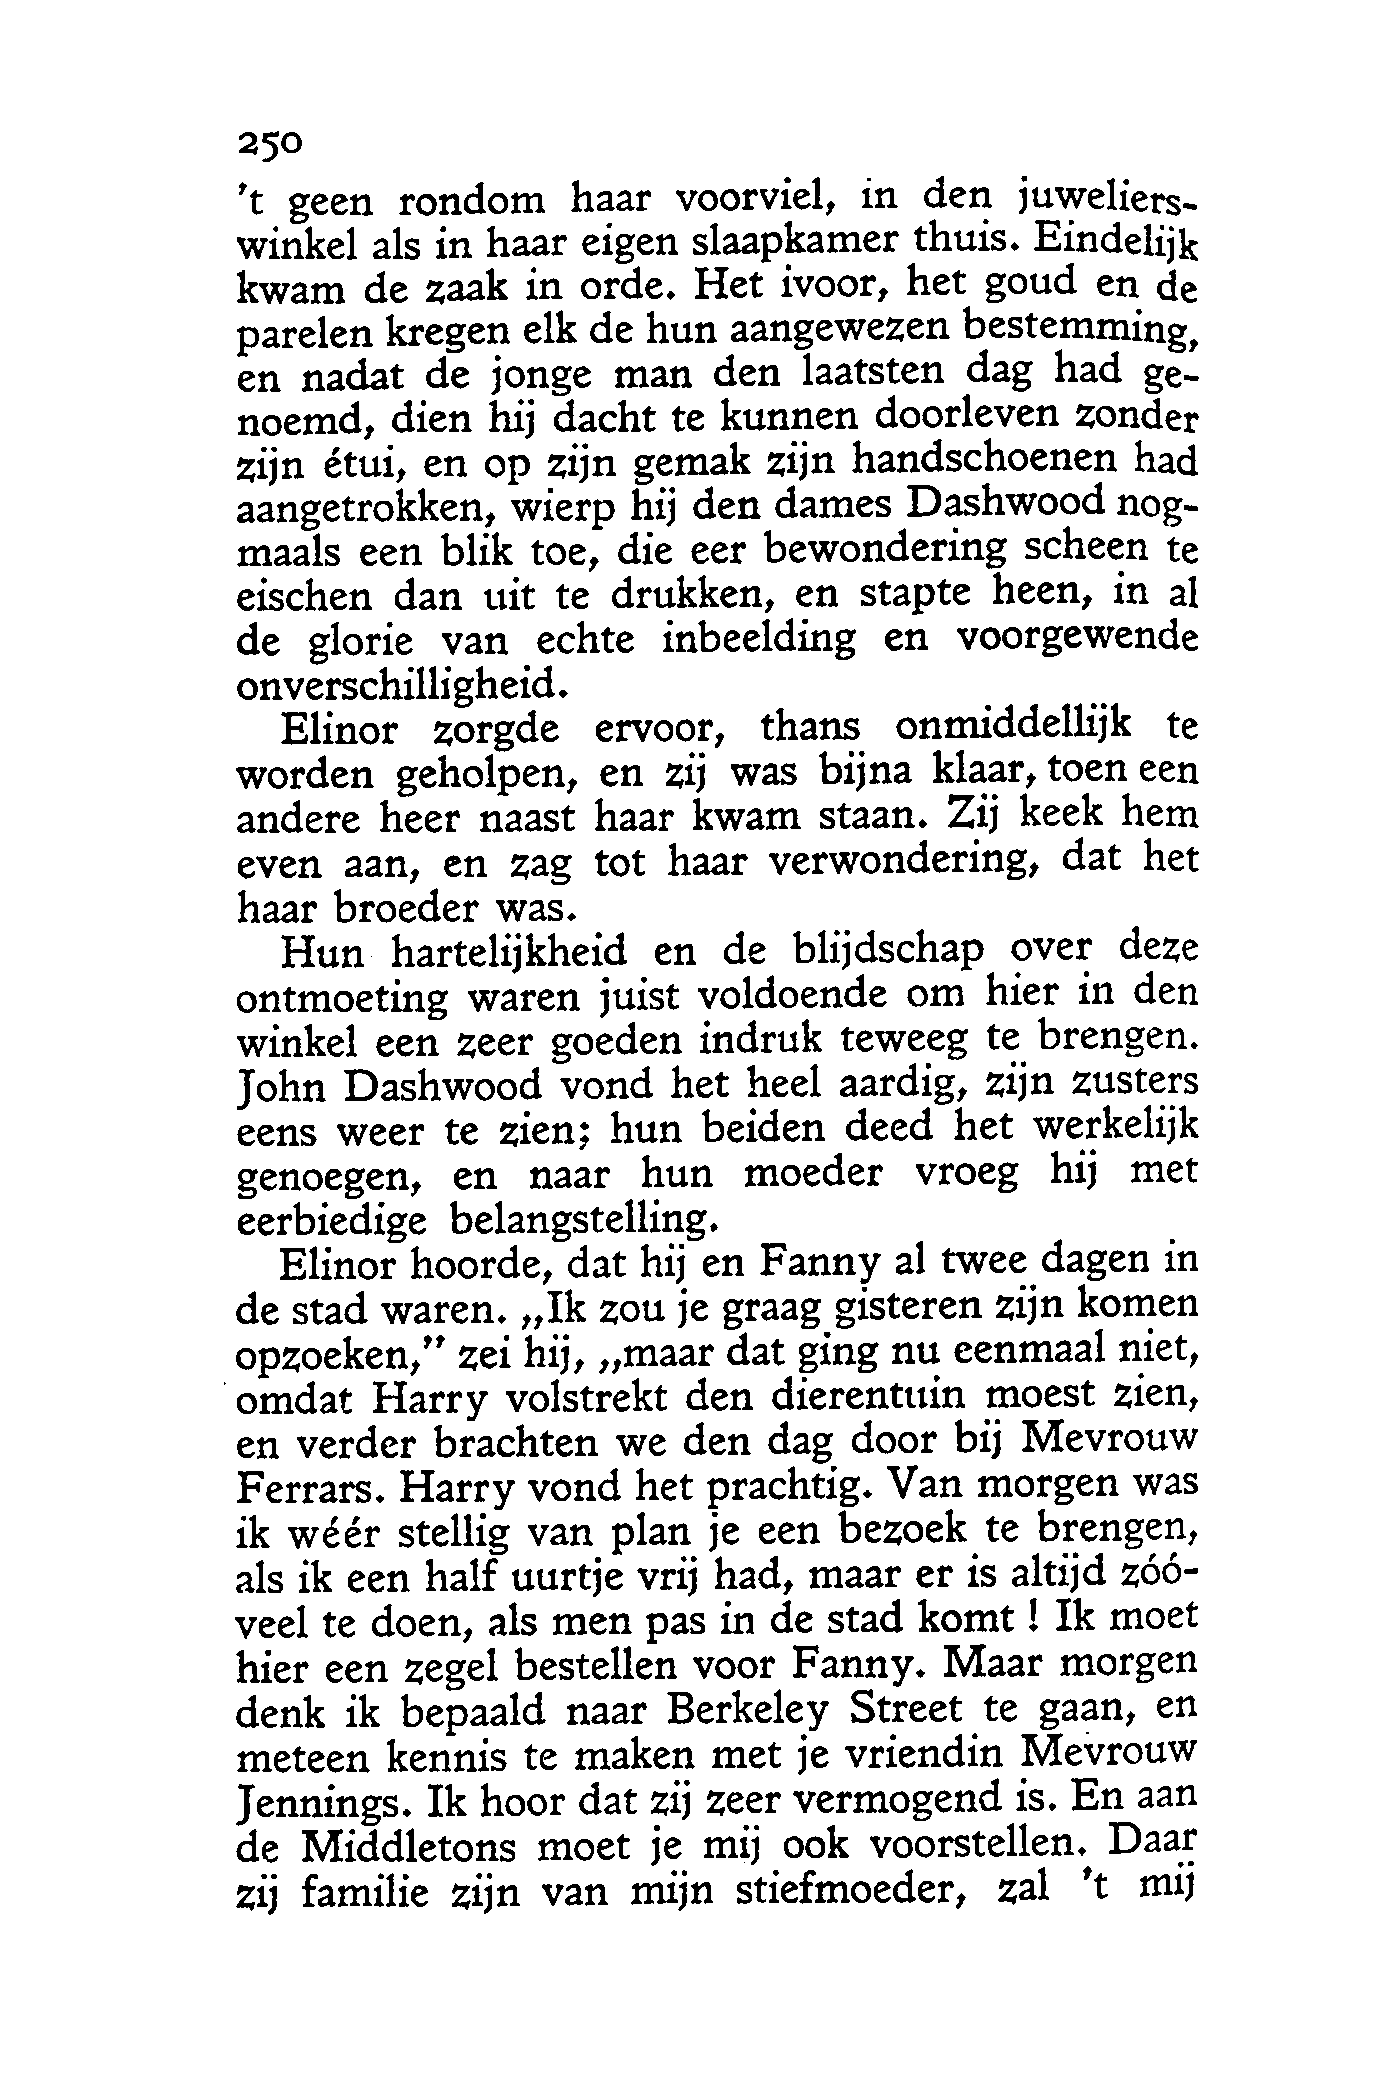 250
't geen rondom haar voorviel, in den juweliers-
winkel als in haar eigen slaapkamer thuis. Eindelijk
kwam de zaak in orde. Het ivoor, het goud en de
parelen kregen elk de hun aangewezen bestemming,
en nadat de jonge man den laatsten dag had ge-
noemd, dien hij dacht te kunnen doorleven zonder
zijn étui, en op zijn gemak zijn handschoenen had
aangetrokken, wierp hij den dames Dashwood nog-
maals een blik toe, die eer bewondering scheen te
eischen dan uit te drukken, en stapte heen, in al
de glorie van echte inbeelding en voorgewende
onverschilligheid.
Elinor zorgde ervoor, thans onmiddellijk te
worden geholpen, en zij was bijna klaar, toen een
andere heer naast haar kwam staan. Zij keek hem
even aan, en zag tot haar verwondering, dat het
haar broeder was.
Hun hartelijkheid en de blijdschap over deze
ontmoeting waren juist voldoende om hier in den
winkel een zeer goeden indruk teweeg te brengen.
John Dashwood vond het heel aardig, zijn zusters
eens weer te zien; hun beiden deed het werkelijk
genoegen, en naar hun moeder vroeg hij met
eerbiedige belangstelling.
Elinor hoorde, dat hij en Fanny al twee dagen in
de stad waren. „Ik zou je graag gisteren zijn komen
opzoeken,” zei hij, „maar dat ging nu eenmaal niet,
omdat Harry volstrekt den dierentuin moest zien,
en verder brachten we den dag door bij Mevrouw
Ferrars. Harry vond het prachtig. Van morgen was
ik wéér stellig van plan je een bezoek te brengen,
als ik een half uurtje vrij had, maar er is altijd zóó-
veel te doen, als men pas in de stad komt ! Ik moet
hier een zegel bestellen voor Fanny. Maar morgen
denk ik bepaald naar Berkeley Street te gaan, en
meteen kennis te maken met je vriendin Mevrouw
Jennings. Ik hoor dat zij zeer vermogend is. En aan
de Middletons moet je mij ook voorstellen. Daar
zij familie zijn van mijn stiefmoeder, zal 't mij